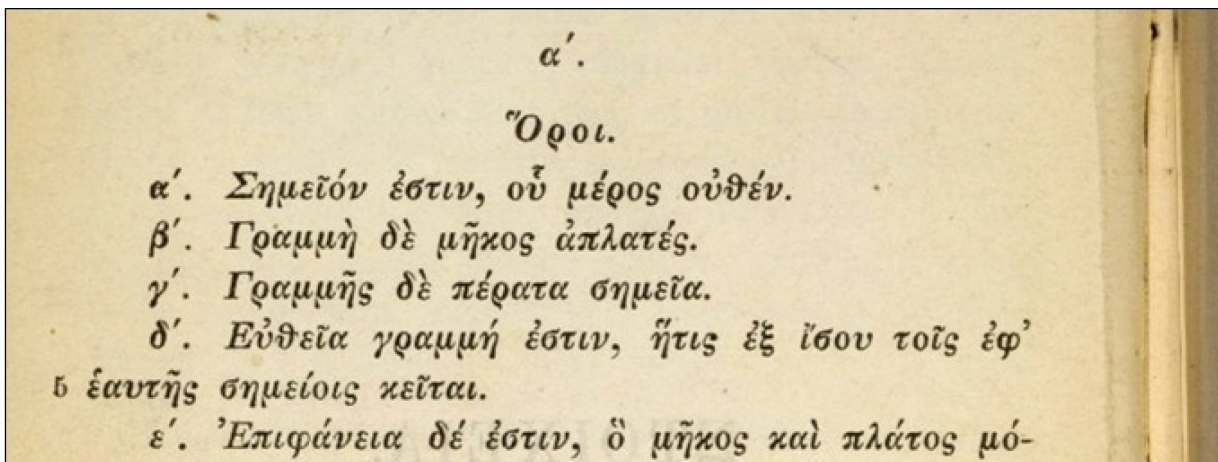 α′.
Ὅροι.
α′. Σημεῖόν ἐστιν, οὗ μέρος οὐθέν.
β′. Γραμμὴ δὲ μῆκος ἀπλατές.
γ′. Γραμμῆς δὲ πέρατα σημεῖα.
δ′. Εὐθεῖα γραμμή ἐστιν, ἥτις ἐξ ἴσου τοῖς ἐφ’
5 ἑαυτῆς σημείοις κεῖται.
ε′. Ἐπιφάνεια δέ ἐστιν, ὃ μῆκος καὶ πλάτος μό-